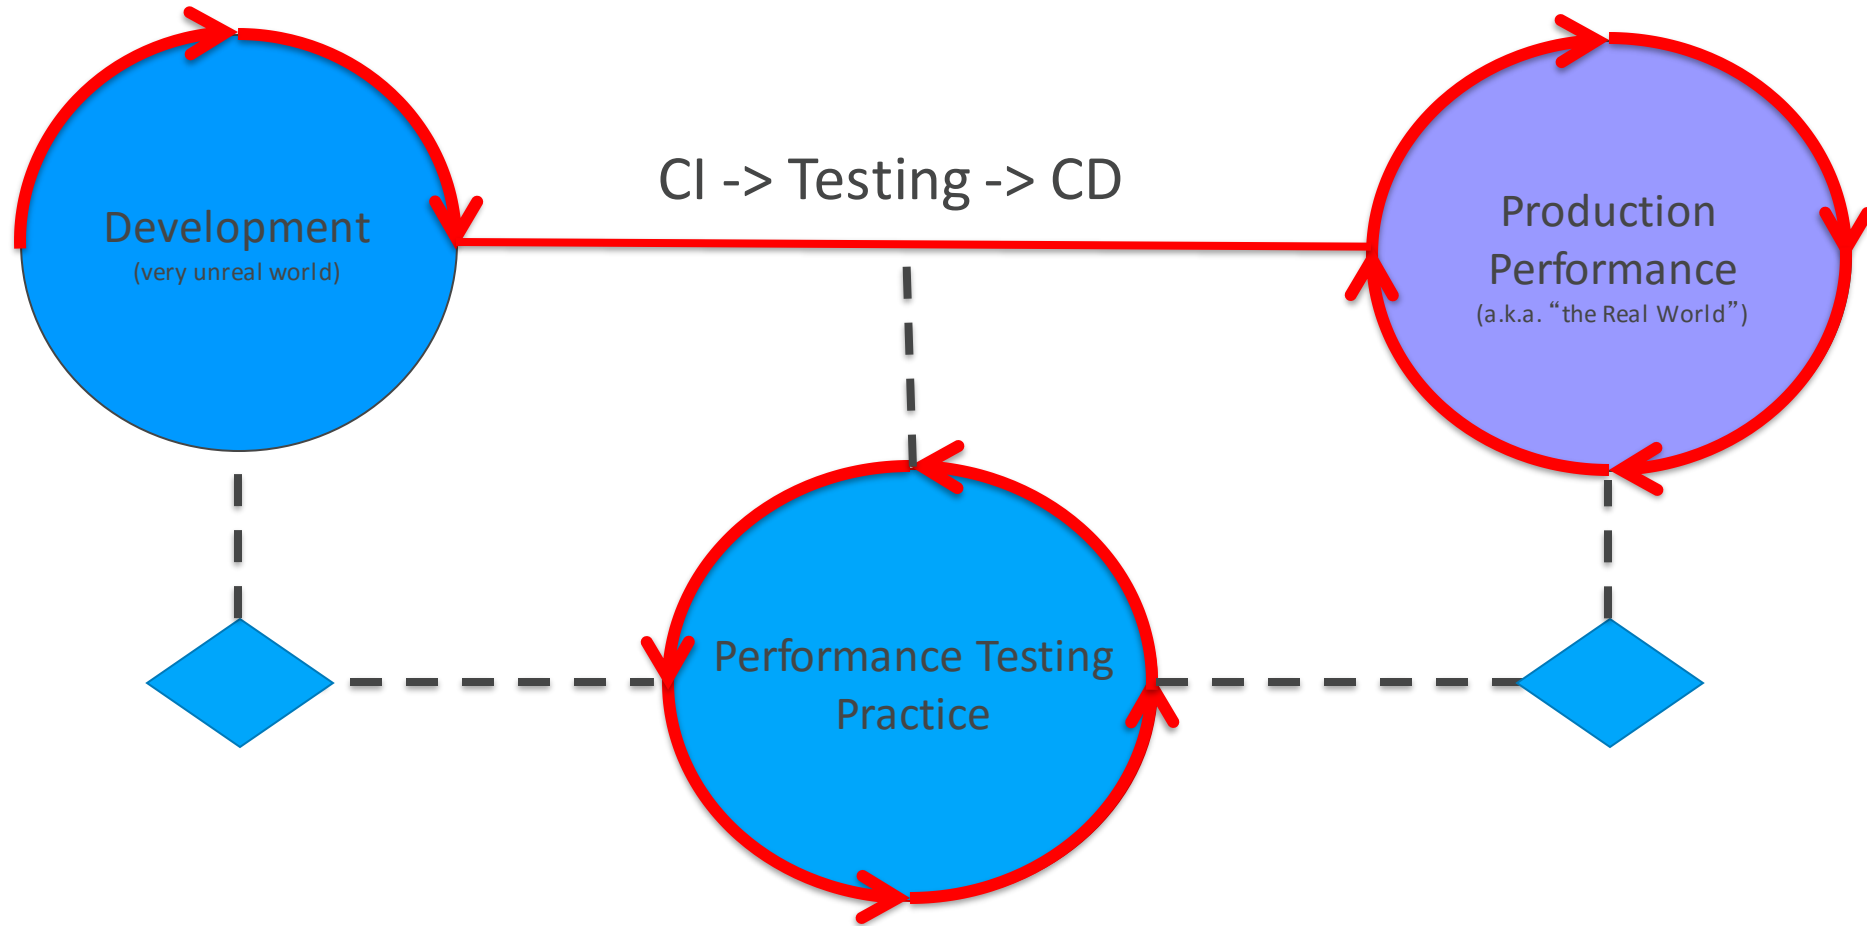 CI -> Testing -> CD
Development
(very unreal world)
Production
Performance
(a.k.a. “the Real World”)
Performance Testing
Practice